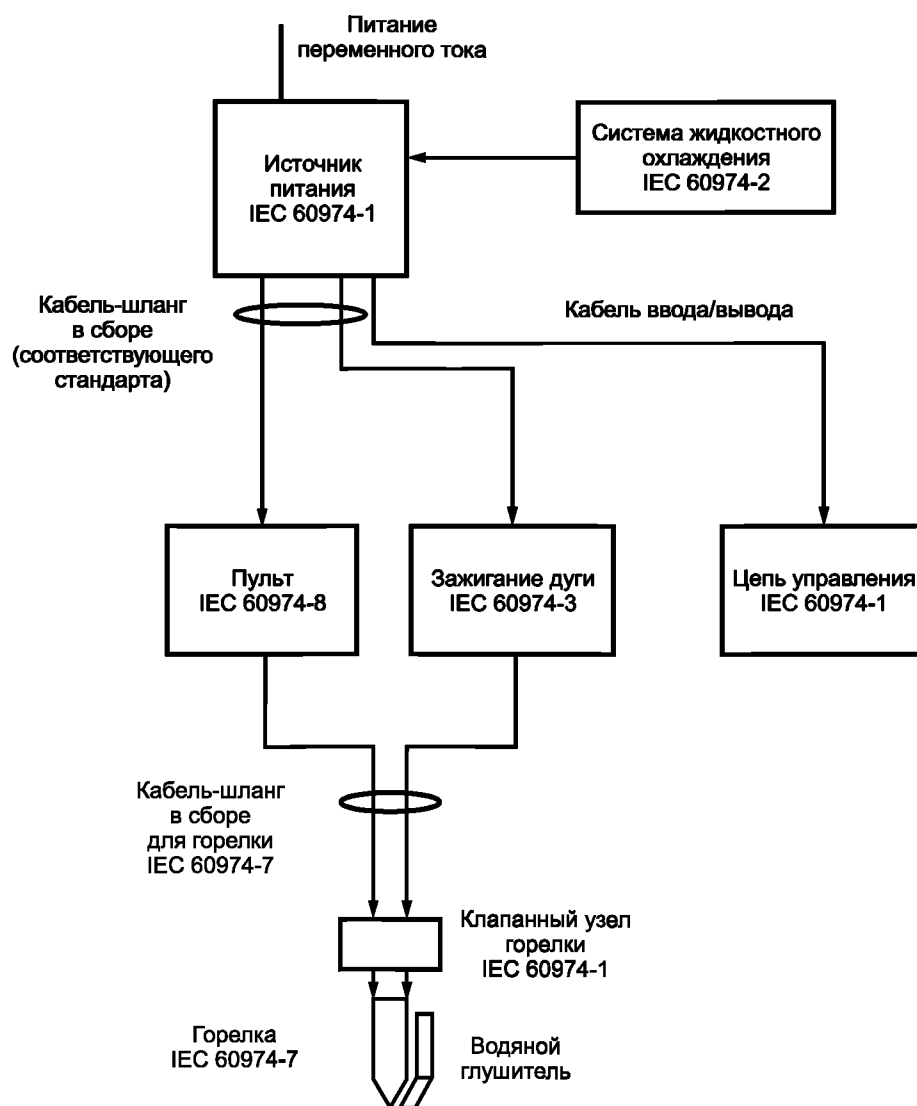 Питание
переменного тока
Источник
питания
IEC 60974-1
Система жидкостного
охлаждения
IEC 60974-2
Кабель-шланг
в сборе
(соответствующего
стандарта)
Кабель ввода/вывода
Пульт
IEC 60974-8
Зажигание дуги
IEC 60974-3
Цепь управления
IEC 60974-1
Кабель-шланг
в сборе
для горелки
IEC 60974-7
Клапанный узел
горелки
IEC 60974-1
Горелка
IEC 60974-7
Водяной
глушитель